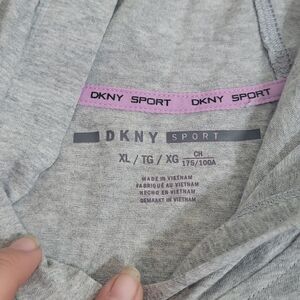 DKNY SPORT DKNY SPORT
DKNY SPORT
XL / TG / XG CH 175/100A
MADE IN VIETNAM
FABRIQUÉ AU VIETNAM
HECHO EN VIETNAM
GEMAAKT IN VIETNAM